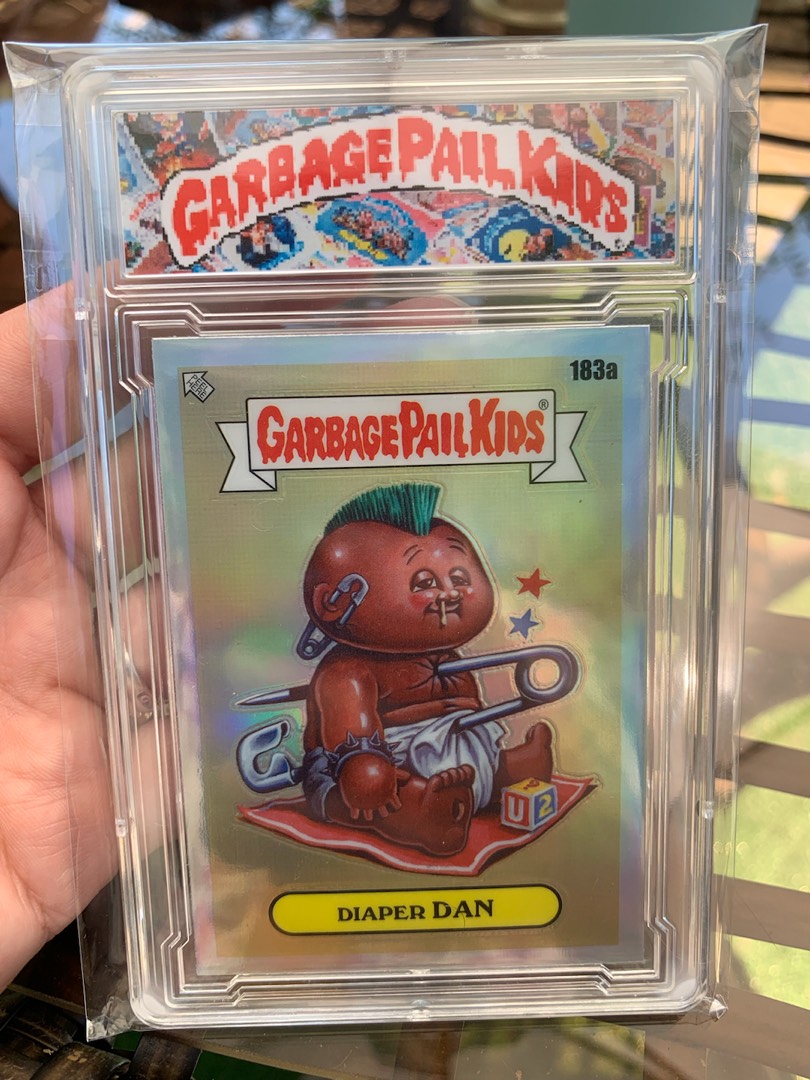 GARBAGE PAIL KIDS
PEEL HERE
183a
GARBAGE PAIL KIDS®
U 2
DIAPER DAN